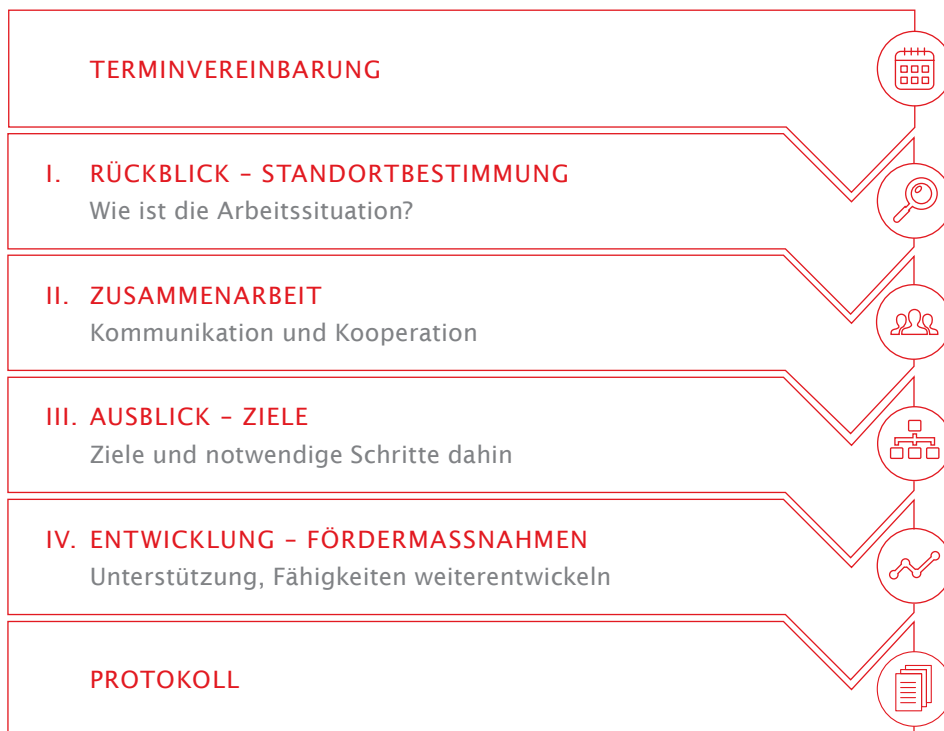 TERMINVEREINBARUNG
I. RÜCKBLICK – STANDORTBESTIMMUNG
Wie ist die Arbeitssituation?
II. ZUSAMMENARBEIT
Kommunikation und Kooperation
III. AUSBLICK – ZIELE
Ziele und notwendige Schritte dahin
IV. ENTWICKLUNG – FÖRDERMASSNAHMEN
Unterstützung, Fähigkeiten weiterentwickeln
PROTOKOLL